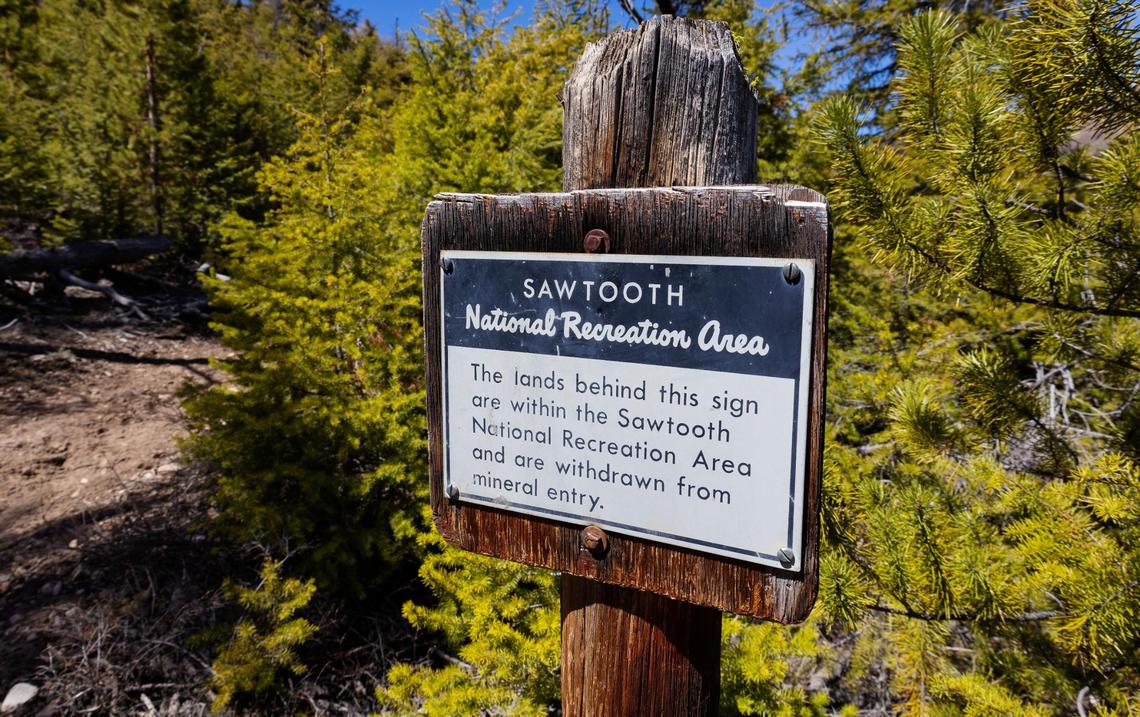 SAWTOOTH
National Recreation Area
The lands behind this sign
are within the Sawtooth
National Recreation Area
and are withdrawn from
mineral entry.